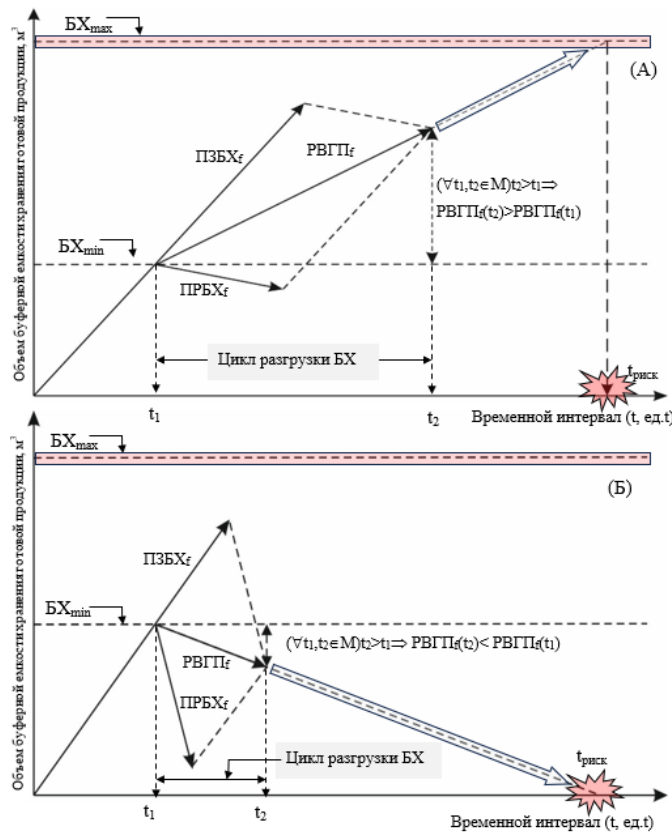 Объем буферной емкости хранения готовой продукции, м³
БХmax
(А)
ПЗБХf
РВГПf
(∀t1,t2∈M)t2>t1⇒
РВГПf(t2)>РВГПf(t1)
БХmin
ПРБХf
Цикл разгрузки БХ
tриск
t1
t2
Временной интервал (t, ед.t)
Объем буферной емкости хранения готовой продукции, м³
БХmax
(Б)
ПЗБХf
БХmin
(∀t1,t2∈M)t2>t1⇒ РВГПf(t2)< РВГПf(t1)
РВГПf
ПРБХf
Цикл разгрузки БХ
tриск
t1
t2
Временной интервал (t, ед.t)